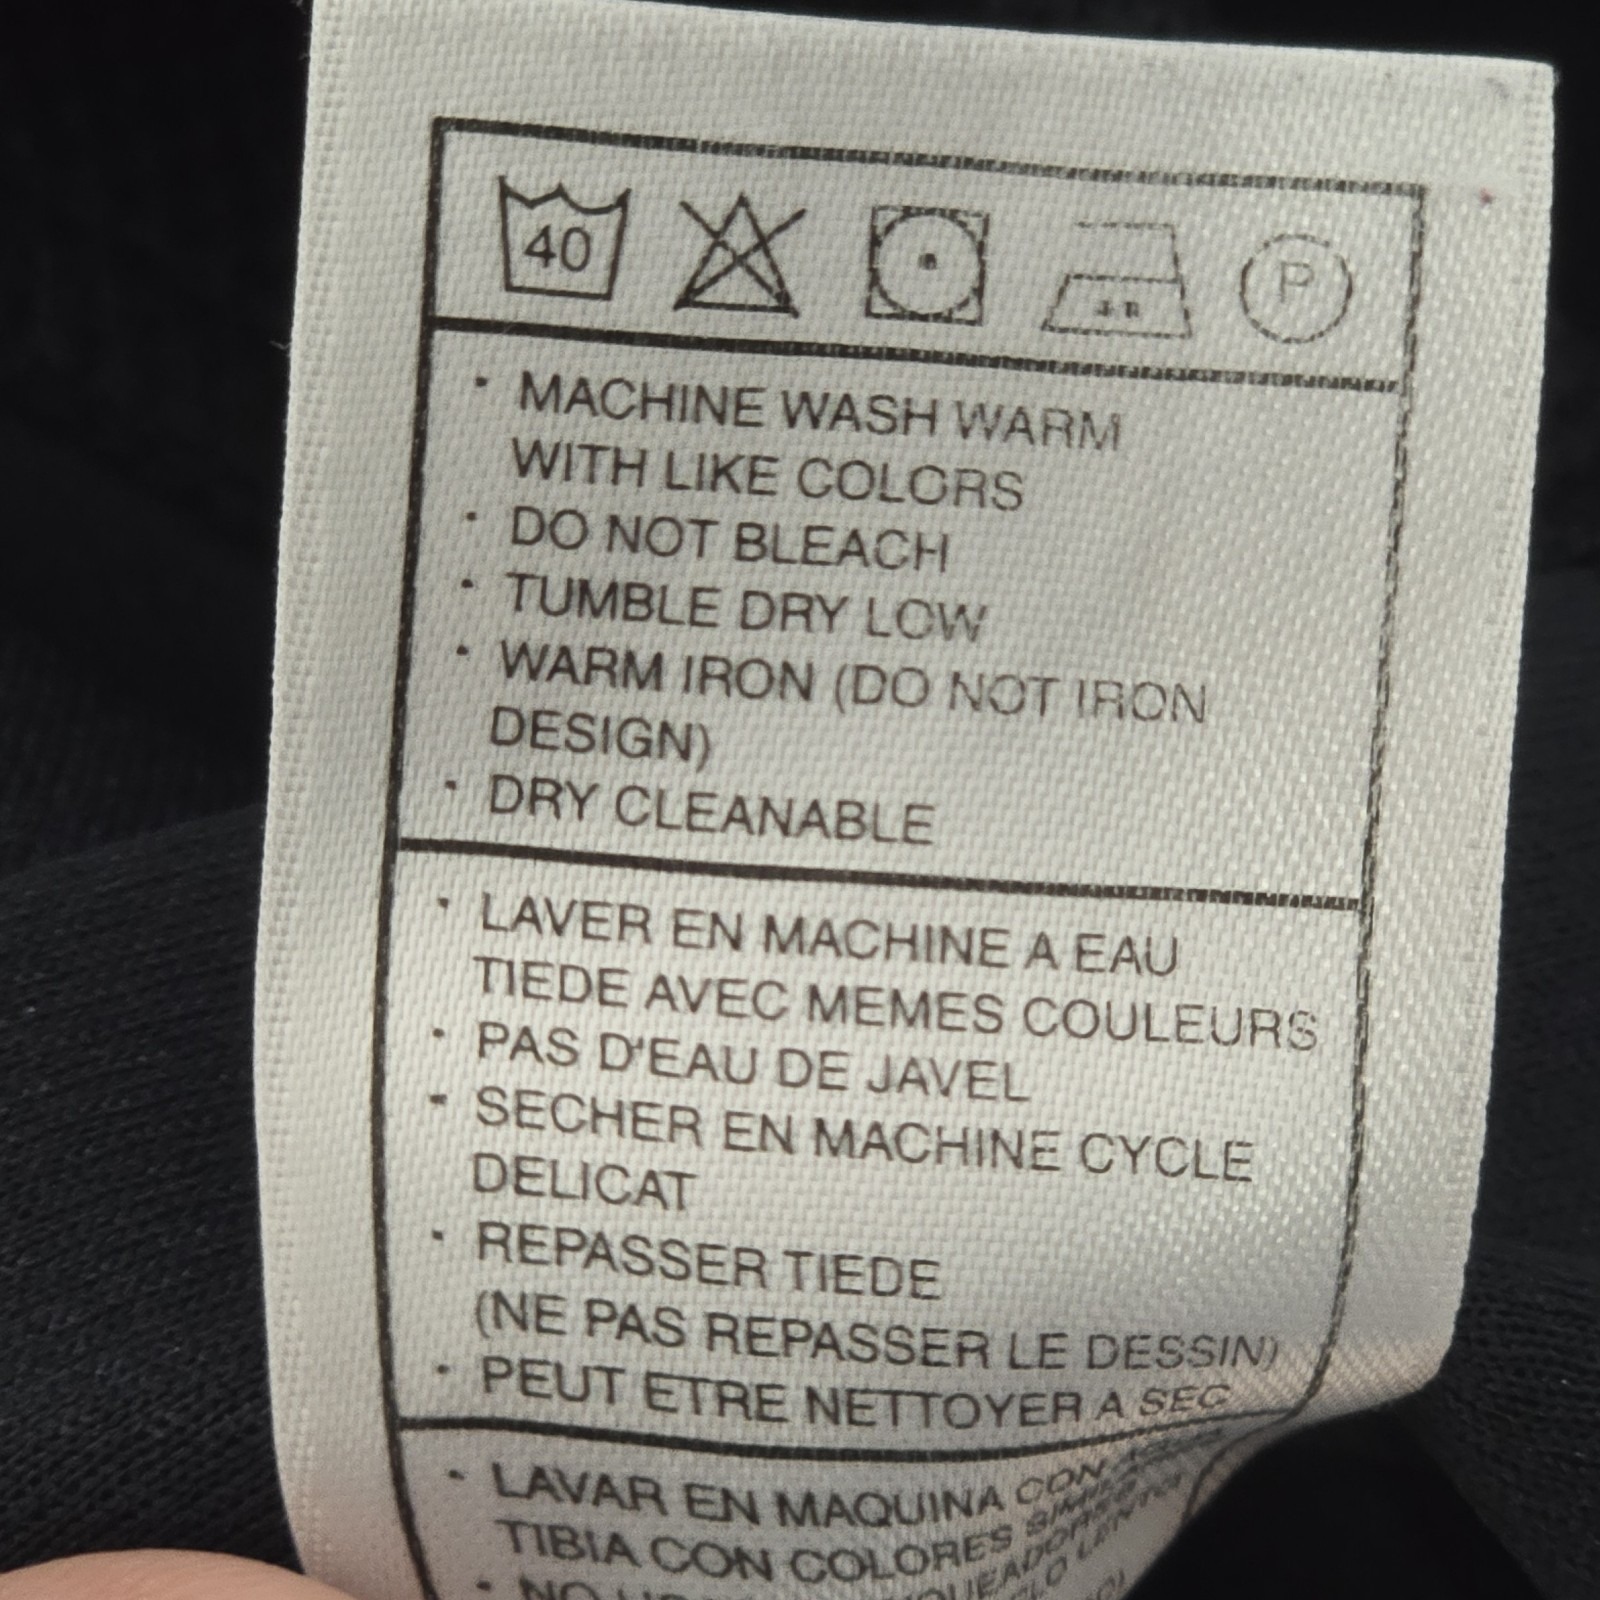 40
P
· MACHINE WASH WARM
WITH LIKE COLORS
· DO NOT BLEACH
· TUMBLE DRY LOW
· WARM IRON (DO NOT IRON
DESIGN)
· DRY CLEANABLE
· LAVER EN MACHINE A EAU
TIEDE AVEC MEMES COULEURS
· PAS D'EAU DE JAVEL
· SECHER EN MACHINE CYCLE
DELICAT
· REPASSER TIEDE
(NE PAS REPASSER LE DESSIN)
· PEUT ETRE NETTOYER A SEC
· LAVAR EN MAQUINA CON
TIBIA CON COLORES
· NO